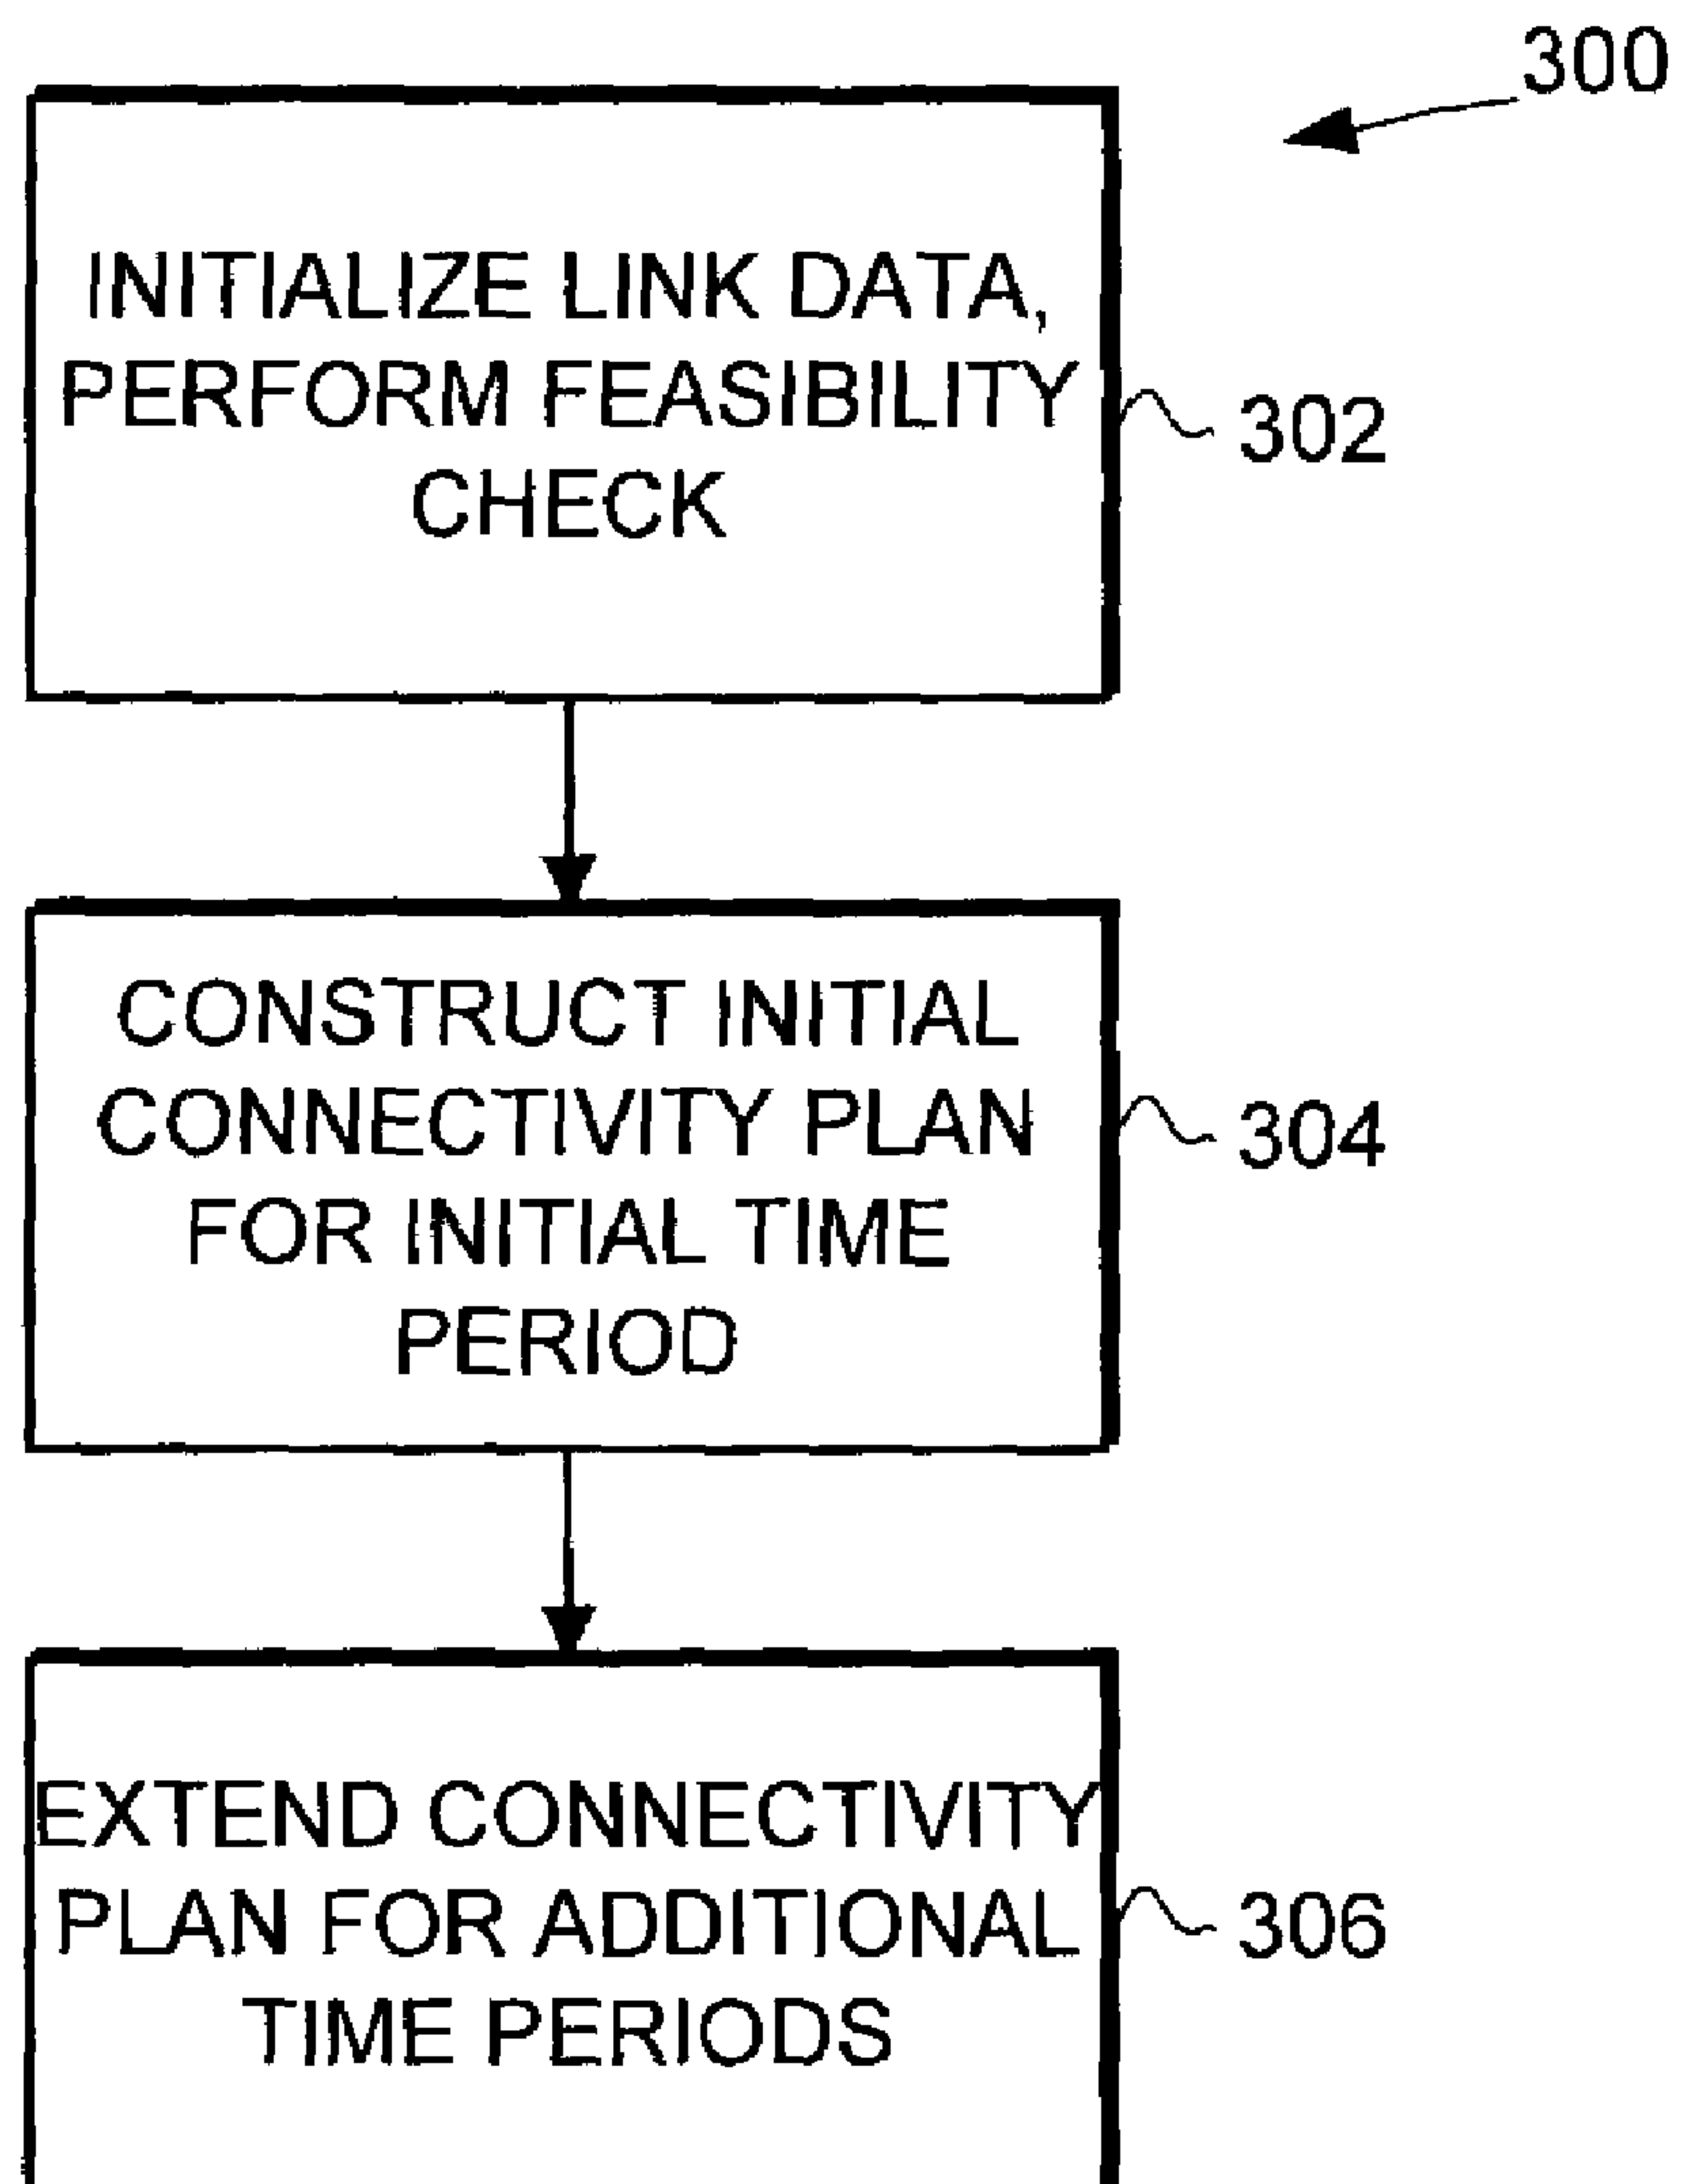 300
INITIALIZE LINK DATA,
PERFORM FEASIBILITY
CHECK
302
CONSTRUCT INITIAL
CONNECTIVITY PLAN
FOR INITIAL TIME
PERIOD
304
EXTEND CONNECTIVITY
PLAN FOR ADDITIONAL
TIME PERIODS
306